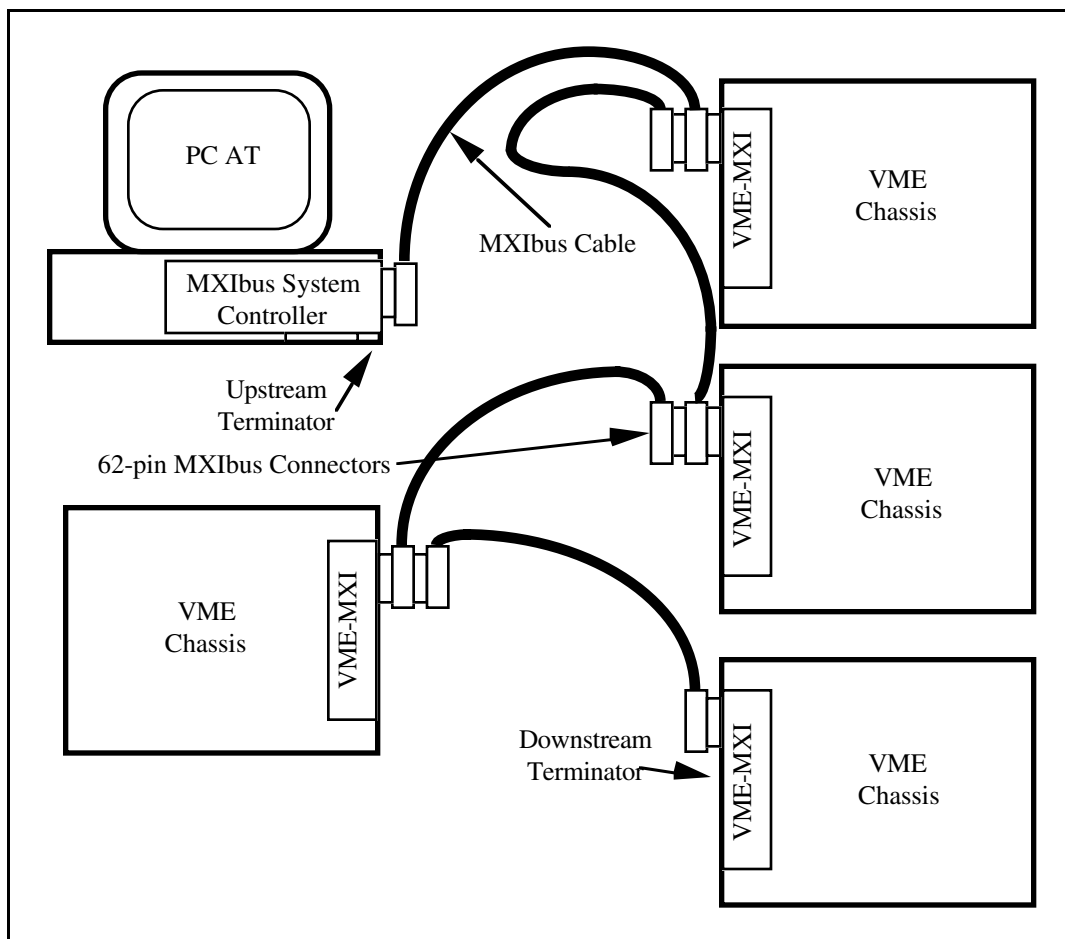 PC AT
MXIbus System
Controller
Upstream
Terminator
MXIbus Cable
VME-MXI
VME
Chassis
62-pin MXIbus Connectors
VME-MXI
VME
Chassis
VME
Chassis
VME-MXI
Downstream
Terminator
VME-MXI
VME
Chassis